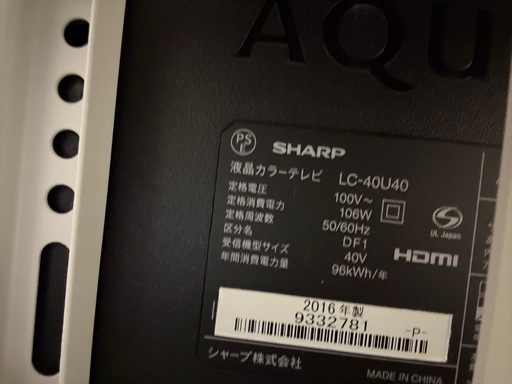 AQU
PS
E
SHARP
液晶カラーテレビ LC-40U40
定格電圧 100V~
定格消費電力 106W
定格周波数 50/60Hz
区分名 DF1
受信機型サイズ 40V
年間消費電力量 96kWh/年
UL Japan
HDMI
2016年製
9332781
-P-
シャープ株式会社
MADE IN CHINA